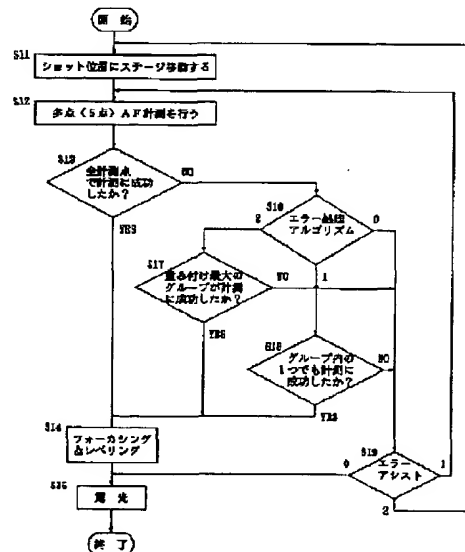 開始
S11
ショット位置にステージ移動する
S12
多点（5点）AF計測を行う
S13
全計測点
で計測に成功
したか？
NO
YES
S16
エラー処理
アルゴリズム
2
0
1
S17
重み付け最大の
グループが計測
に成功したか？
NO
YES
S18
グループ内の
1つでも計測に
成功したか？
NO
YES
S14
フォーカシング
&レベリング
S19
エラー
アシスト
0
1
2
S15
露光
終了